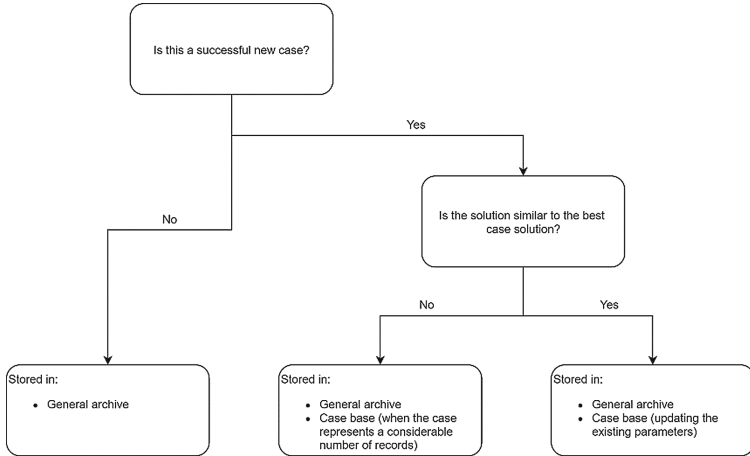 Is this a successful new case?
Yes
No
Is the solution similar to the best
case solution?
No
Yes
Stored in:
• General archive
Stored in:
• General archive
• Case base (when the case
represents a considerable
number of records)
Stored in:
• General archive
• Case base (updating the
existing parameters)